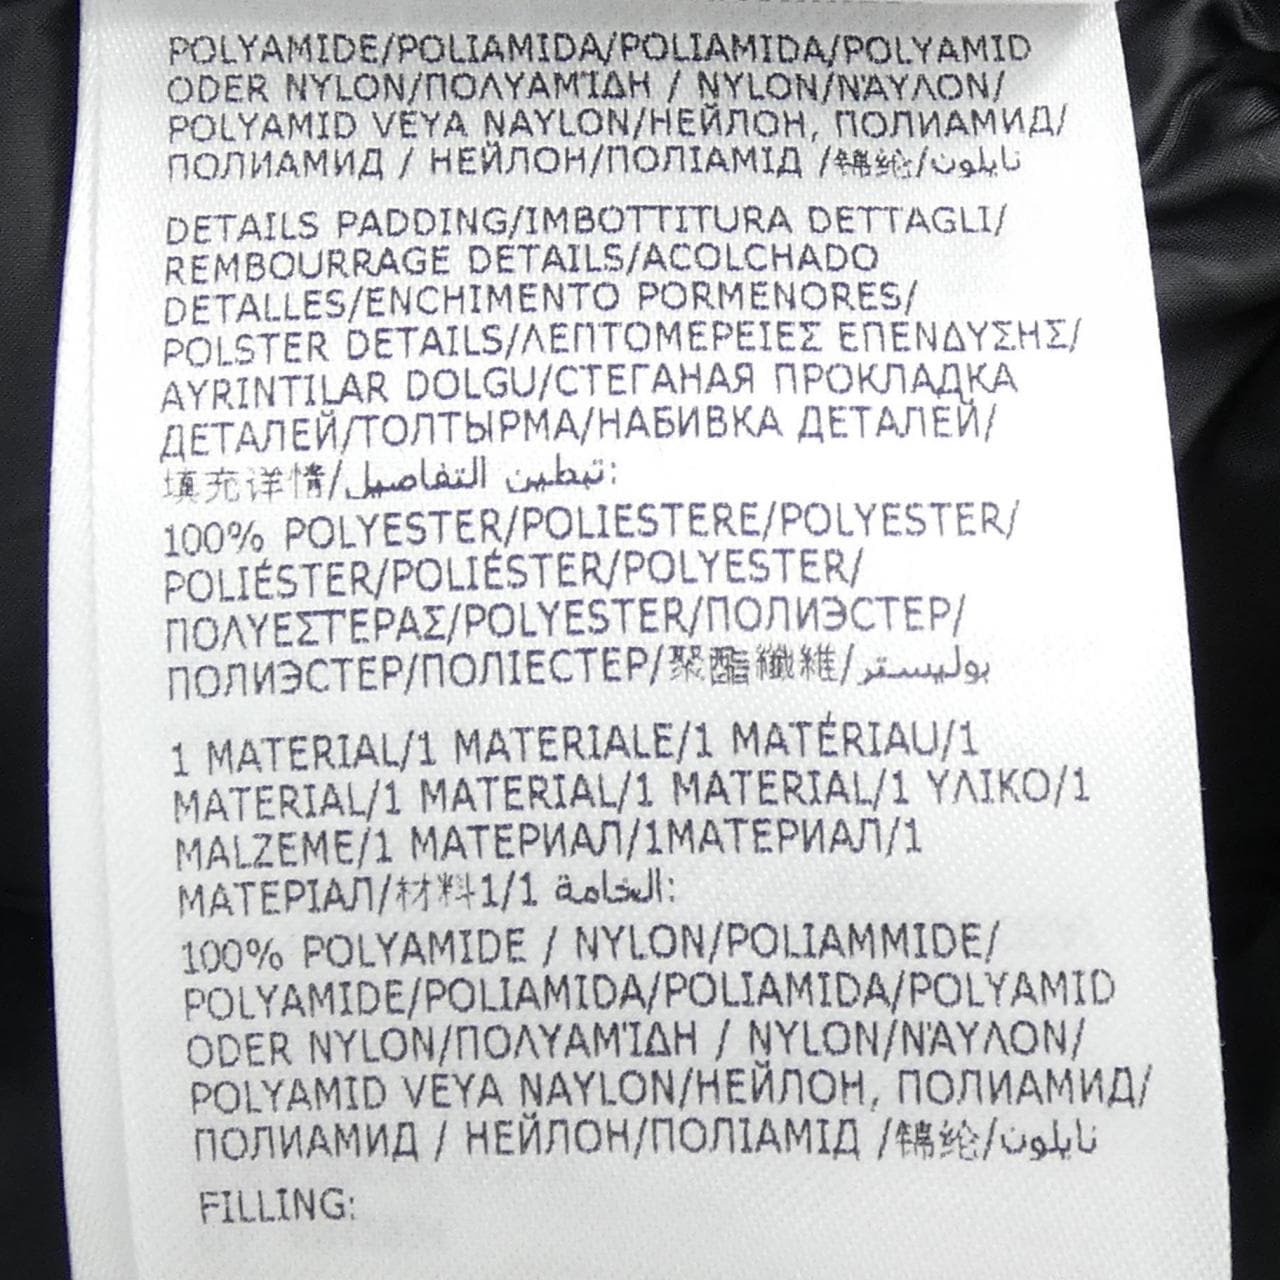 POLYAMIDE/POLIAMIDA/POLIAMIDA/POLYAMID
ODER NYLON/ΠΟΛΥΑΜΊΔΗ / NYLON/ΝΆΥΛΟΝ/
POLYAMID VEYA NAYLON/НЕЙЛОН, ПОЛИАМИД/
ПОЛИАМИД / НЕЙЛОН/ПОЛІАМІД /锦纶/نايلون
DETAILS PADDING/IMBOTTITURA DETTAGLI/
REMBOURRAGE DETAILS/ACOLCHADO
DETALLES/ENCHIMENTO PORMENORES/
POLSTER DETAILS/ΛΕΠΤΟΜΕΡΕΙΕΣ ΕΠΕΝΔΥΣΗΣ/
AYRINTILAR DOLGU/СТЕГАНАЯ ПРОКЛАДКА
ДЕТАЛЕЙ/ТОЛТЫРМА/НАБИВКА ДЕТАЛЕЙ/
填充详情/تبطين التفاصيل:
100% POLYESTER/POLIESTERE/POLYESTER/
POLIÉSTER/POLIÉSTER/POLYESTER/
ΠΟΛΥΕΣΤΕΡΑΣ/POLYESTER/ПОЛИЭСТЕР/
ПОЛИЭСТЕР/ПОЛІЕСТЕР/聚酯纖維/بوليستر
1 MATERIAL/1 MATERIALE/1 MATÉRIAU/1
MATERIAL/1 MATERIAL/1 MATERIAL/1 ΥΛΙΚΟ/1
MALZEME/1 МАТЕРИАЛ/1МАТЕРИАЛ/1
МАТЕРІАЛ/材料1/1 الخامة:
100% POLYAMIDE / NYLON/POLIAMMIDE/
POLYAMIDE/POLIAMIDA/POLIAMIDA/POLYAMID
ODER NYLON/ΠΟΛΥΑΜΊΔΗ / NYLON/ΝΆΥΛΟΝ/
POLYAMID VEYA NAYLON/НЕЙЛОН, ПОЛИАМИД/
ПОЛИАМИД / НЕЙЛОН/ПОЛІАМІД /锦纶/نايلون
FILLING: